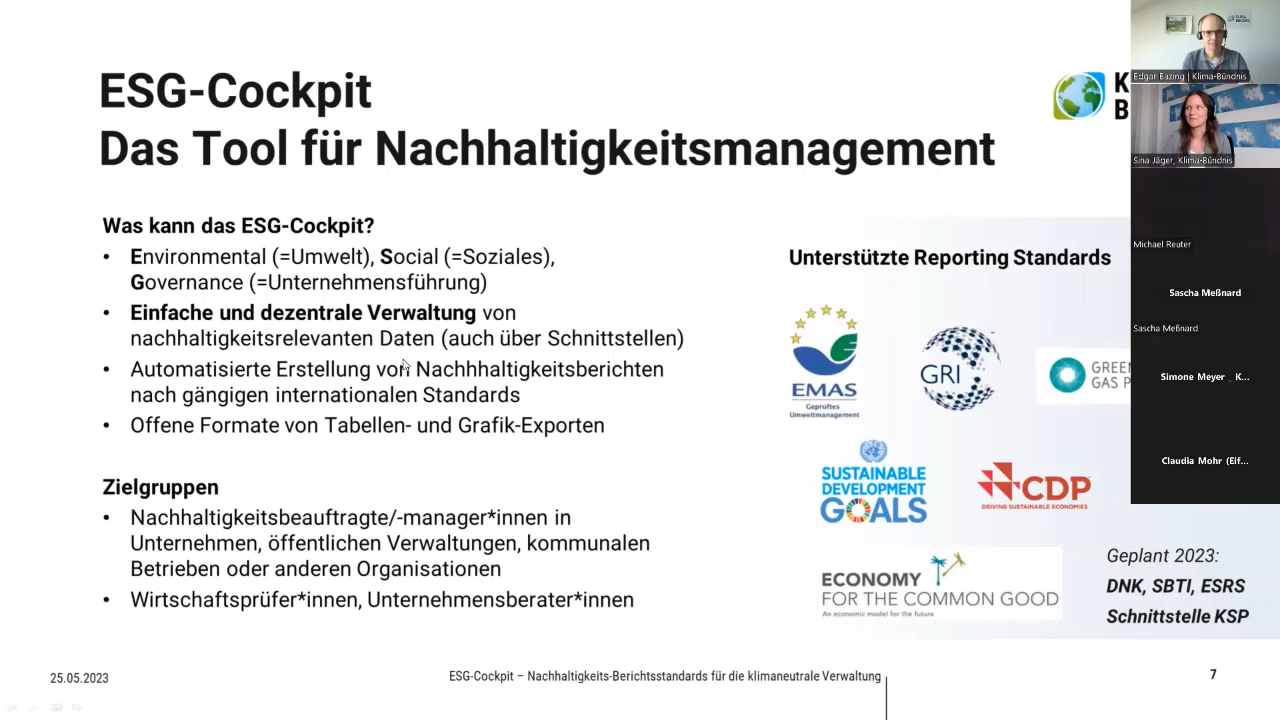 ESG-Cockpit
Das Tool für Nachhaltigkeitsmanagement
K
B
Was kann das ESG-Cockpit?
• Environmental (=Umwelt), Social (=Soziales),
Governance (=Unternehmensführung)
• Einfache und dezentrale Verwaltung von
nachhaltigkeitsrelevanten Daten (auch über Schnittstellen)
• Automatisierte Erstellung von Nachhhaltigkeitsberichten
nach gängigen internationalen Standards
• Offene Formate von Tabellen- und Grafik-Exporten
Zielgruppen
• Nachhaltigkeitsbeauftragte/-manager*innen in
Unternehmen, öffentlichen Verwaltungen, kommunalen
Betrieben oder anderen Organisationen
• Wirtschaftsprüfer*innen, Unternehmensberater*innen
Unterstützte Reporting Standards
EMAS
Geprüftes
Umweltmanagement
GRI
GREEN
GAS P
SUSTAINABLE
DEVELOPMENT
GOALS
CDP
DRIVING SUSTAINABLE ECONOMIES
ECONOMY
FOR THE COMMON GOOD
An economic model for the future
Geplant 2023:
DNK, SBTI, ESRS
Schnittstelle KSP
25.05.2023
ESG-Cockpit – Nachhaltigkeits-Berichtsstandards für die klimaneutrale Verwaltung
7
Edgar Bazing | Klima-Bündnis
Sina Jäger, Klima-Bündnis
Michael Reuter
Sascha Meßnard
Sascha Meßnard
Simone Meyer _ K...
Claudia Mohr (Eif...